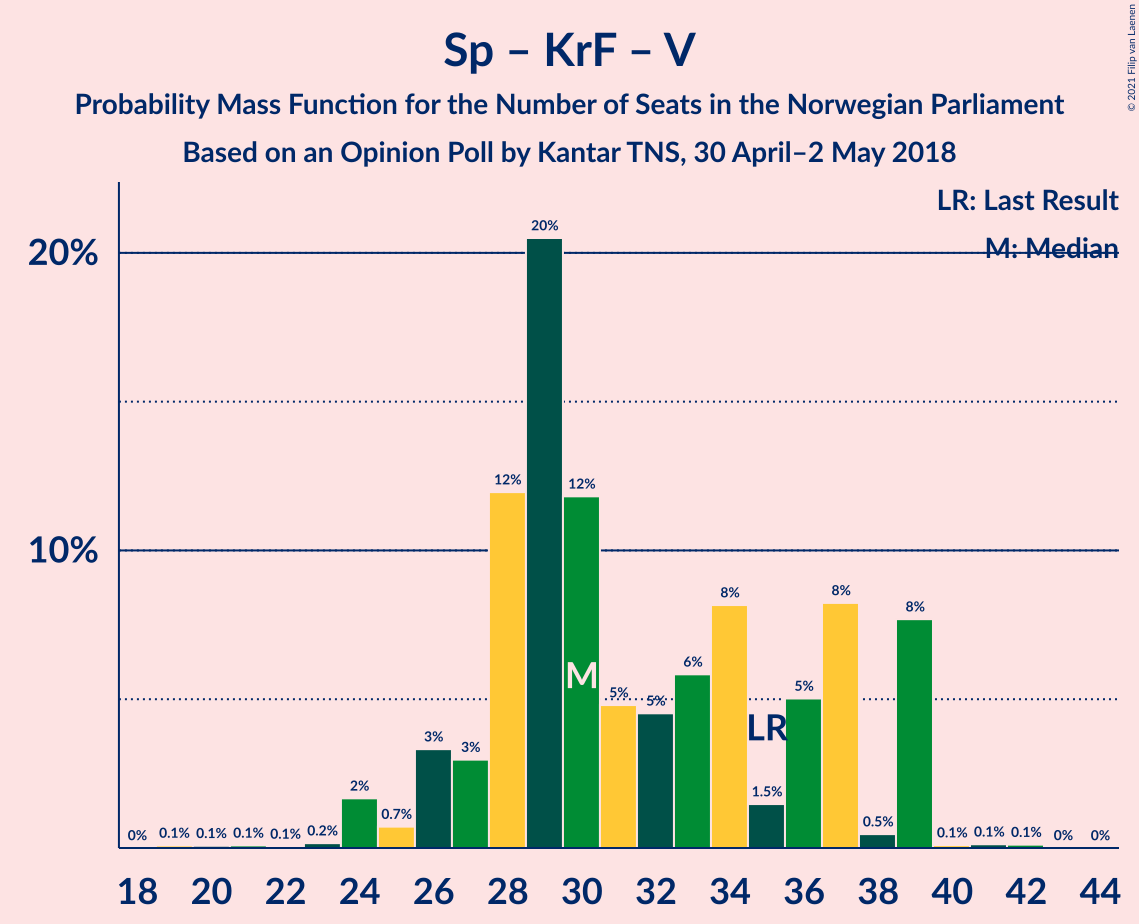 © 2021 Filip van Laenen
Sp – KrF – V
Probability Mass Function for the Number of Seats in the Norwegian Parliament
Based on an Opinion Poll by Kantar TNS, 30 April–2 May 2018
LR: Last Result
M: Median
20%
10%
0% 0.1% 0.1% 0.1% 0.1% 0.2% 2% 0.7% 3% 3% 12% 20% 12% 5% 5% 6% 8% 1.5% 5% 8% 0.5% 8% 0.1% 0.1% 0.1% 0% 0%
M
LR
18 20 22 24 26 28 30 32 34 36 38 40 42 44